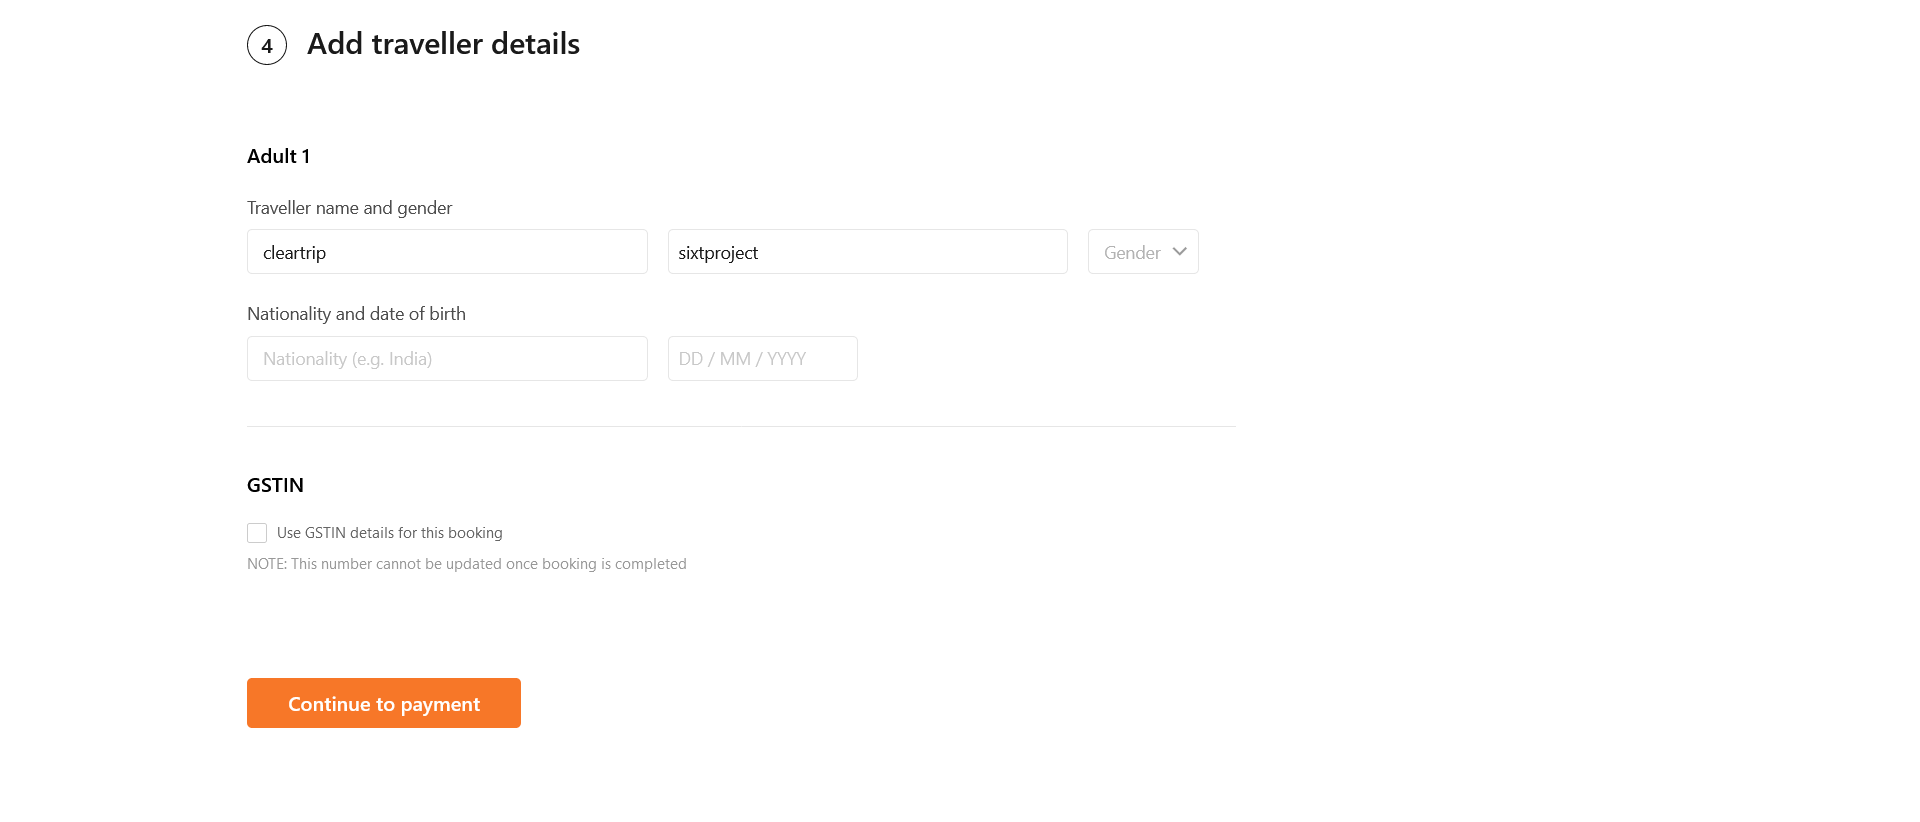 4 Add traveller details
Adult 1
Traveller name and gender
cleartrip sixtproject Gender
Nationality and date of birth
Nationality (e.g. India) DD / MM / YYYY
GSTIN
Use GSTIN details for this booking
NOTE: This number cannot be updated once booking is completed
Continue to payment